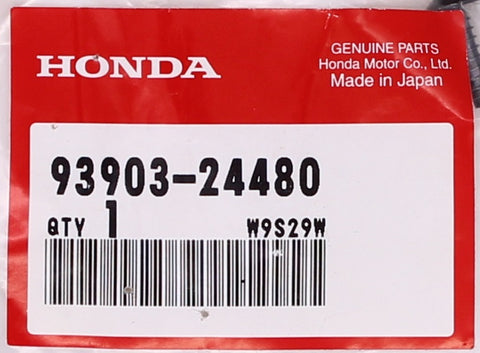 HONDA
GENUINE PARTS
Honda Motor Co., Ltd.
Made in Japan
93903-24480
QTY 1 W9S29W